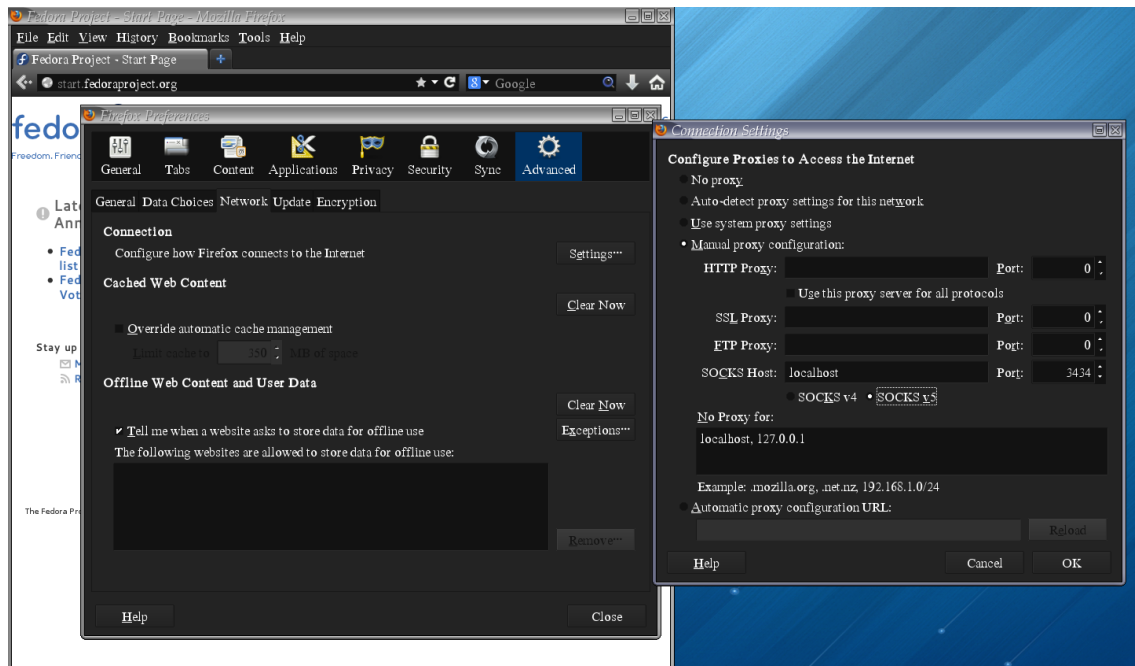 Fedora Project - Start Page - Mozilla Firefox
File Edit View History Bookmarks Tools Help
Fedora Project - Start Page
start.fedoraproject.org
Google
fedo
Freedom. Friend
Late
Ann
Fed
list
Fed
Vot
Stay up
M
R
The Fedora Pro
Firefox Preferences
General Tabs Content Applications Privacy Security Sync Advanced
General Data Choices Network Update Encryption
Connection
Configure how Firefox connects to the Internet
Settings...
Cached Web Content
Clear Now
Override automatic cache management
Limit cache to 350 MB of space
Offline Web Content and User Data
Clear Now
Tell me when a website asks to store data for offline use
Exceptions...
The following websites are allowed to store data for offline use:
Remove...
Help Close
Connection Settings
Configure Proxies to Access the Internet
No proxy
Auto-detect proxy settings for this network
Use system proxy settings
Manual proxy configuration:
HTTP Proxy: Port: 0
Use this proxy server for all protocols
SSL Proxy: Port: 0
FTP Proxy: Port: 0
SOCKS Host: localhost Port: 3434
SOCKS v4 SOCKS v5
No Proxy for:
localhost, 127.0.0.1
Example: .mozilla.org, .net.nz, 192.168.1.0/24
Automatic proxy configuration URL:
Reload
Help Cancel OK